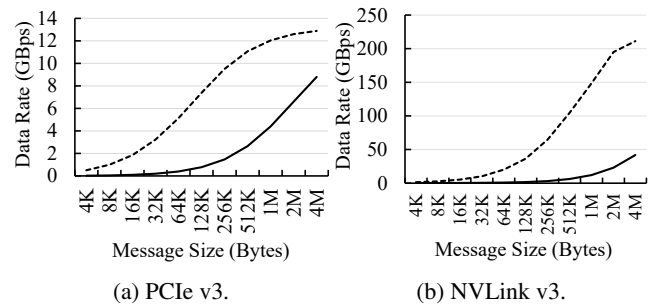 Data Rate (GBps)
14
12
10
8
6
4
2
0
4K
8K
16K
32K
64K
128K
256K
512K
1M
2M
4M
Message Size (Bytes)
(a) PCIe v3.
Data Rate (GBps)
250
200
150
100
50
0
4K
8K
16K
32K
64K
128K
256K
512K
1M
2M
4M
Message Size (Bytes)
(b) NVLink v3.